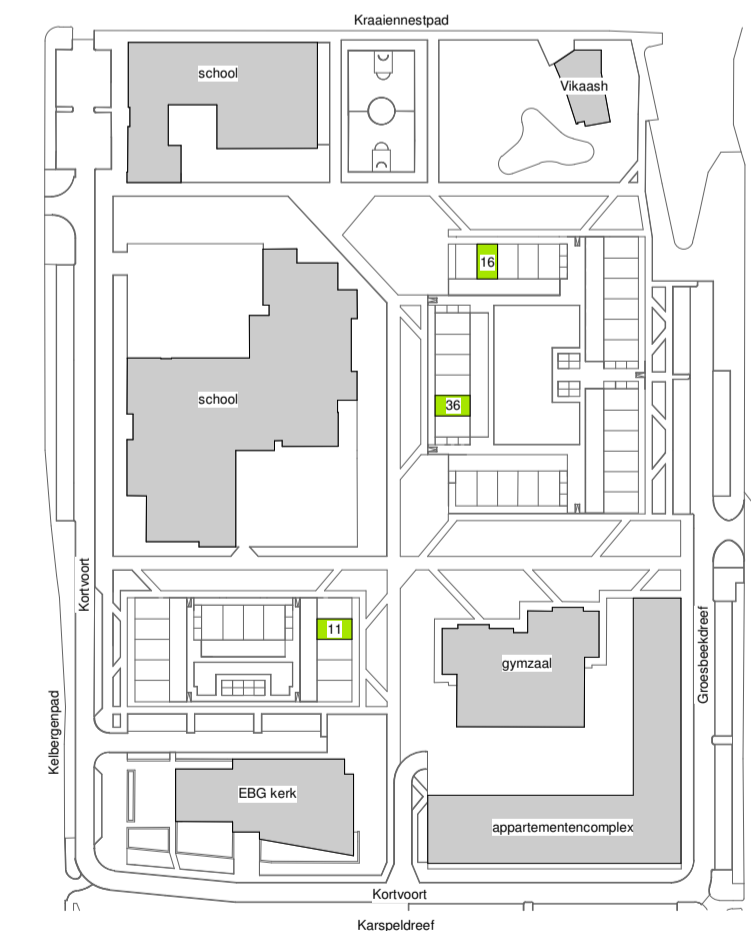 Kraaiennestpad
school
Vikaash
16
school
36
Kortvoort
11
gymzaal
Groesbeekdreef
Kelbergenpad
EBG kerk
appartementencomplex
Kortvoort
Karspeldreef